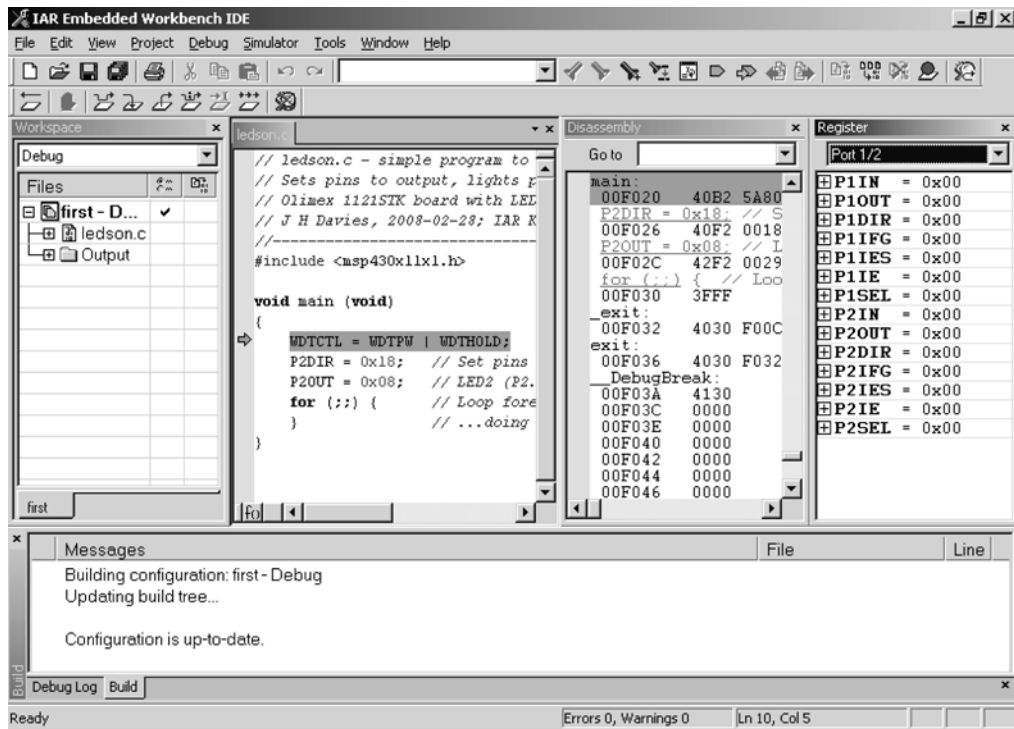 IAR Embedded Workbench IDE
File Edit View Project Debug Simulator Tools Window Help
Workspace
Debug
Files
first - D...
ledson.c
Output
first
ledson.c
// ledson.c - simple program to
// Sets pins to output, lights p
// Olimex 1121STK board with LED
// J H Davies, 2008-02-28; IAR K
//--------------------------------
#include <msp430x11x1.h>
void main (void)
{
WDTCTL = WDTPW | WDTHOLD;
P2DIR = 0x18; // Set pins
P2OUT = 0x08; // LED2 (P2.
for (;;) { // Loop fore
} // ...doing
}
Disassembly
Go to
main:
00F020 40B2 5A80
P2DIR = 0x18; // S
00F026 40F2 0018
P2OUT = 0x08; // L
00F02C 42F2 0029
for (;;) { // Loo
00F030 3FFF
_exit:
00F032 4030 F00C
exit:
00F036 4030 F032
__DebugBreak:
00F03A 4130
00F03C 0000
00F03E 0000
00F040 0000
00F042 0000
00F044 0000
00F046 0000
Register
Port 1/2
P1IN = 0x00
P1OUT = 0x00
P1DIR = 0x00
P1IFG = 0x00
P1IES = 0x00
P1IE = 0x00
P1SEL = 0x00
P2IN = 0x00
P2OUT = 0x00
P2DIR = 0x00
P2IFG = 0x00
P2IES = 0x00
P2IE = 0x00
P2SEL = 0x00
Messages File Line
Building configuration: first - Debug
Updating build tree...
Configuration is up-to-date.
Build
Debug Log Build
Ready Errors 0, Warnings 0 Ln 10, Col 5